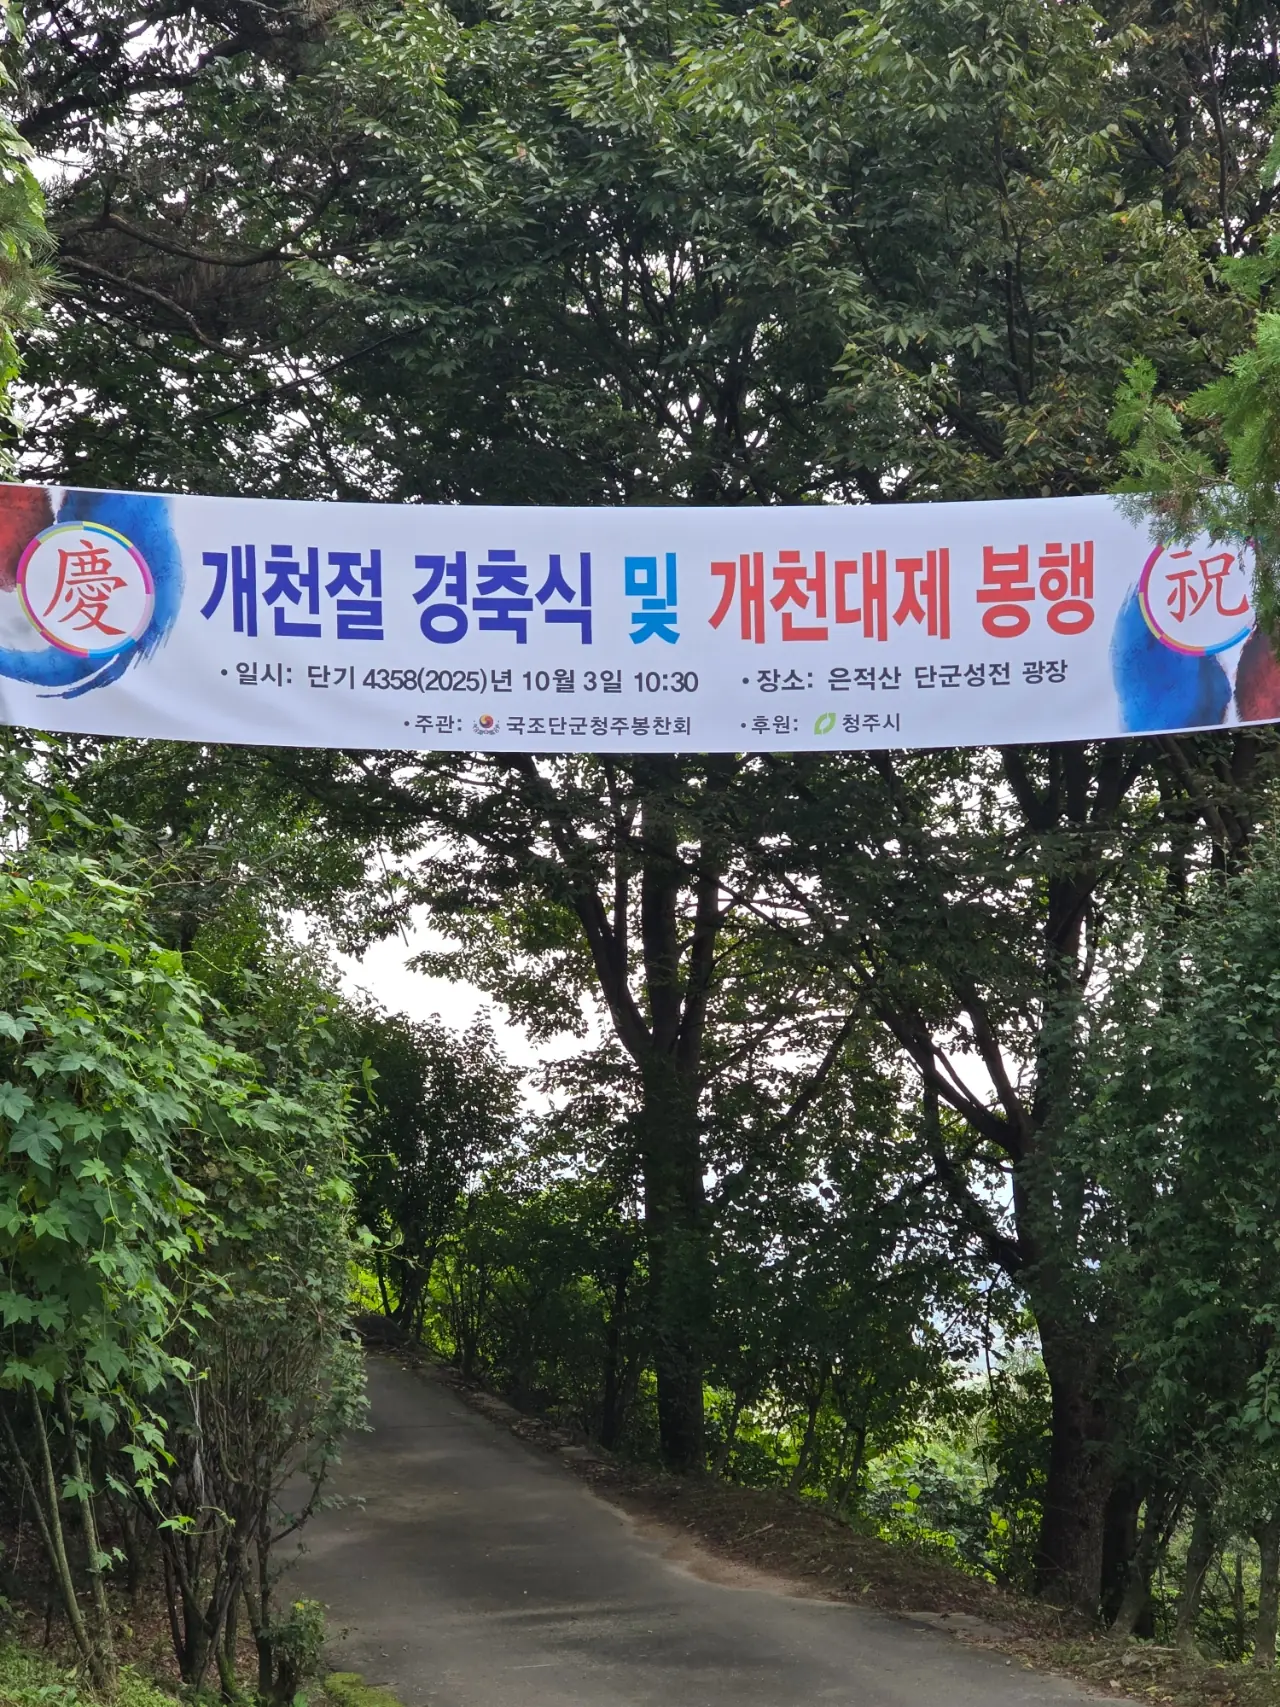 慶 개천절 경축식 및 개천대제 봉행 祝
• 일시: 단기 4358(2025)년 10월 3일 10:30 • 장소: 은적산 단군성전 광장
• 주관: 국조단군청주봉찬회 • 후원: 청주시